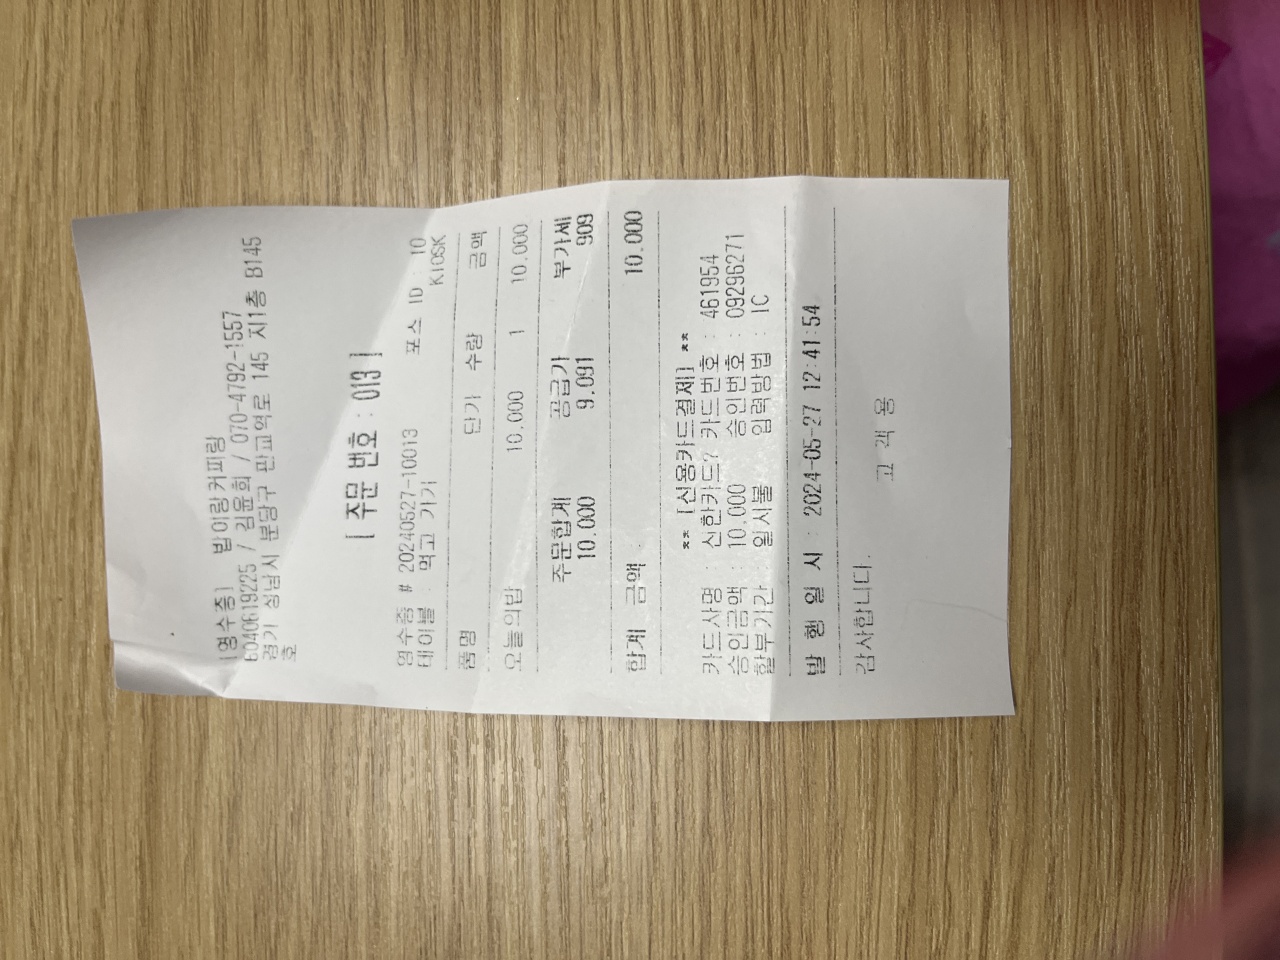 [영수증] 밥이랑커피랑
6040619225 / 김윤희 / 070-4792-1557
경기 성남시 분당구 판교역로 145 지1층 B145
호
[ 주문 번호 : 013 ]
영수증 # 20240527-10013 포스 ID : 10
테이블 : 먹고 가기 KIOSK
품명 단가 수량 금액
오늘의밥 10,000 1 10,000
주문합계 공급가 부가세
10,000 9,091 909
합계 금액 : 10,000
** [신용카드결제] **
카드사명 : 신한카드? 카드번호 : 461954
승인금액 : 10,000 승인번호 : 09296271
할부기간 : 일시불 입력방법 : IC
발 행 일 시 : 2024-05-27 12:41:54
감사합니다.
고 객 용